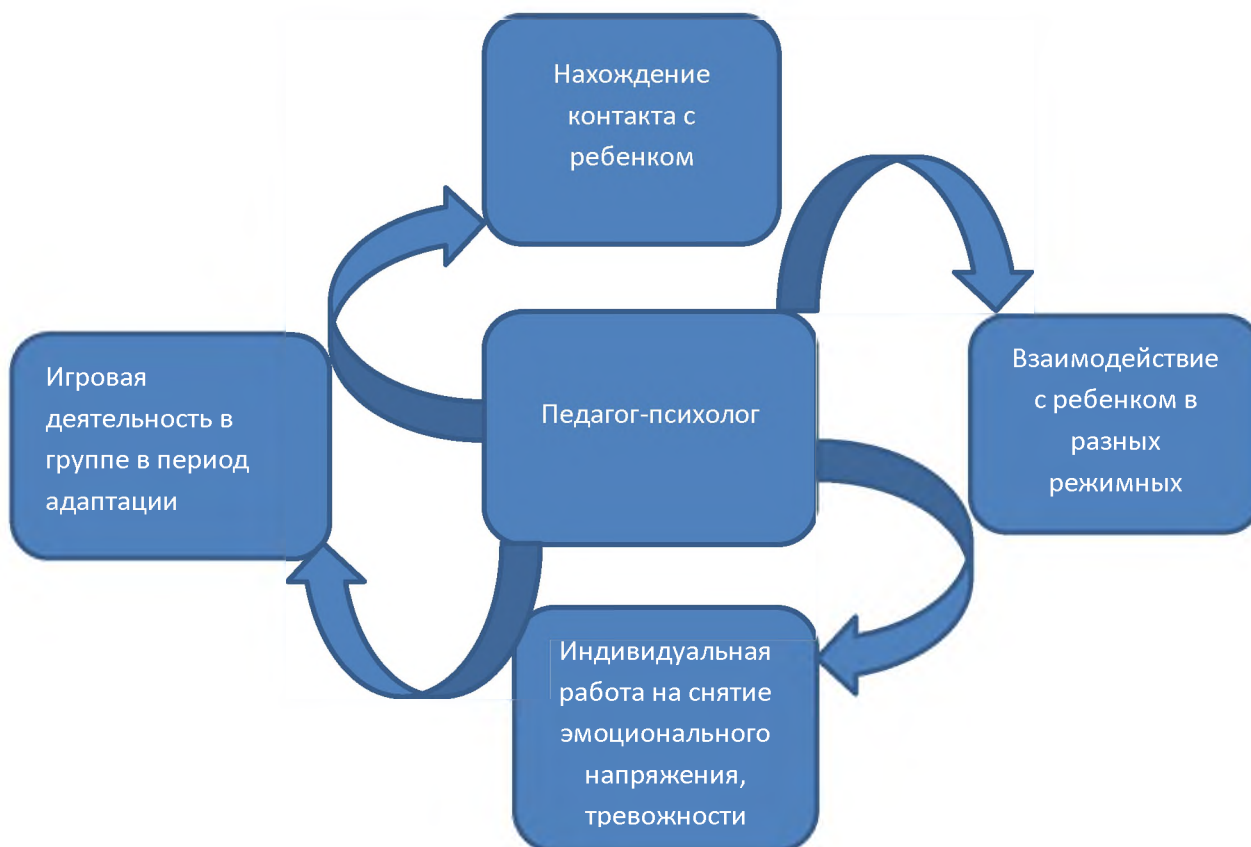 Нахождение
контакта с
ребенком
Игровая
деятельность в
группе в период
адаптации
Педагог-психолог
Взаимодействие
с ребенком в
разных
режимных
Индивидуальная
работа на снятие
эмоционального
напряжения,
тревожности